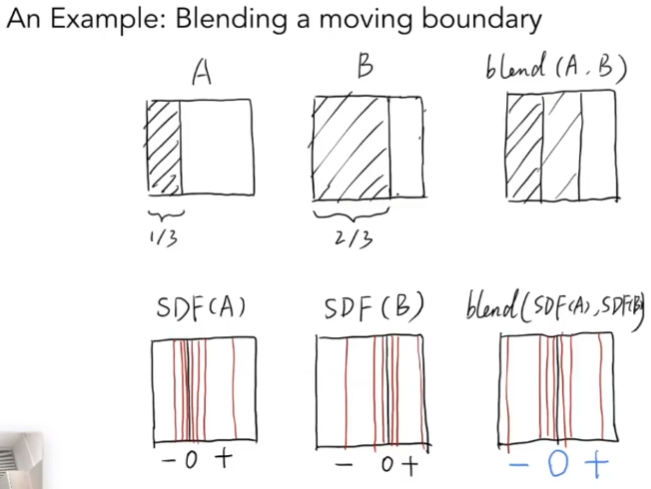 An Example: Blending a moving boundary
A B blend (A, B)
1/3 2/3
SDF(A) SDF(B) blend(SDF(A), SDF(B)
- 0 + - 0 + - 0 +